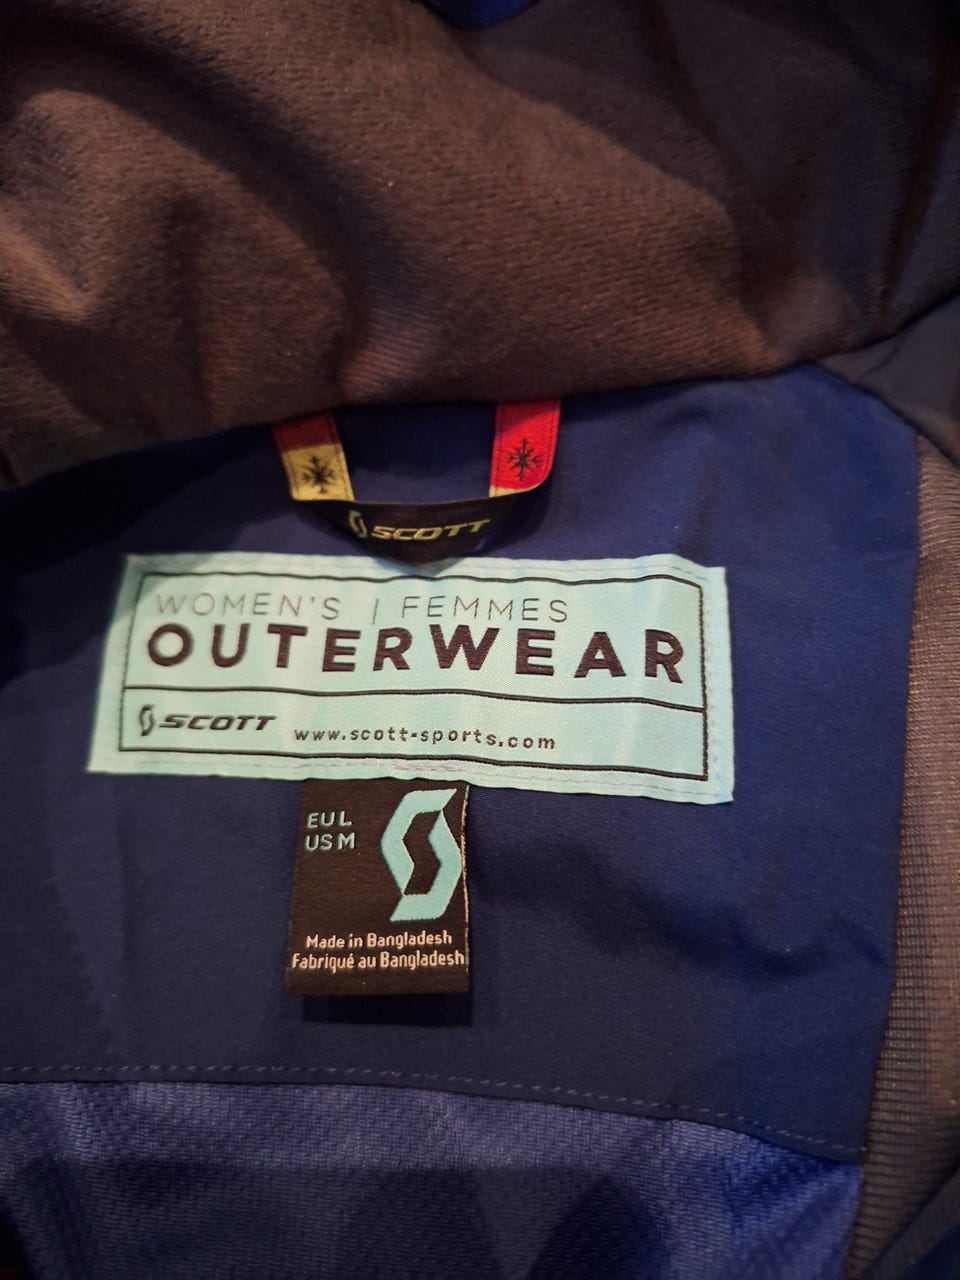 SCOTT
WOMEN'S | FEMMES
OUTERWEAR
SCOTT www.scott-sports.com
EU L
US M
Made in Bangladesh
Fabriqué au Bangladesh